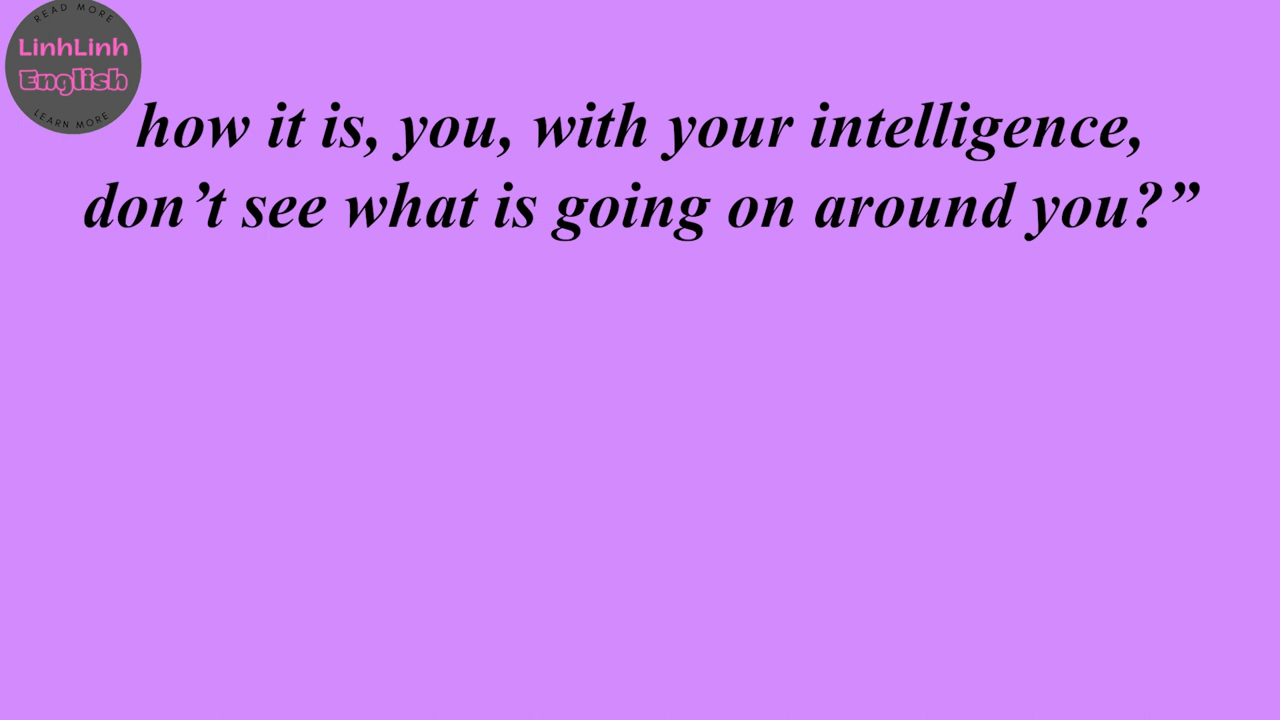 READ MORE
LinhLinh
English
LEARN MORE
how it is, you, with your intelligence,
don’t see what is going on around you?”